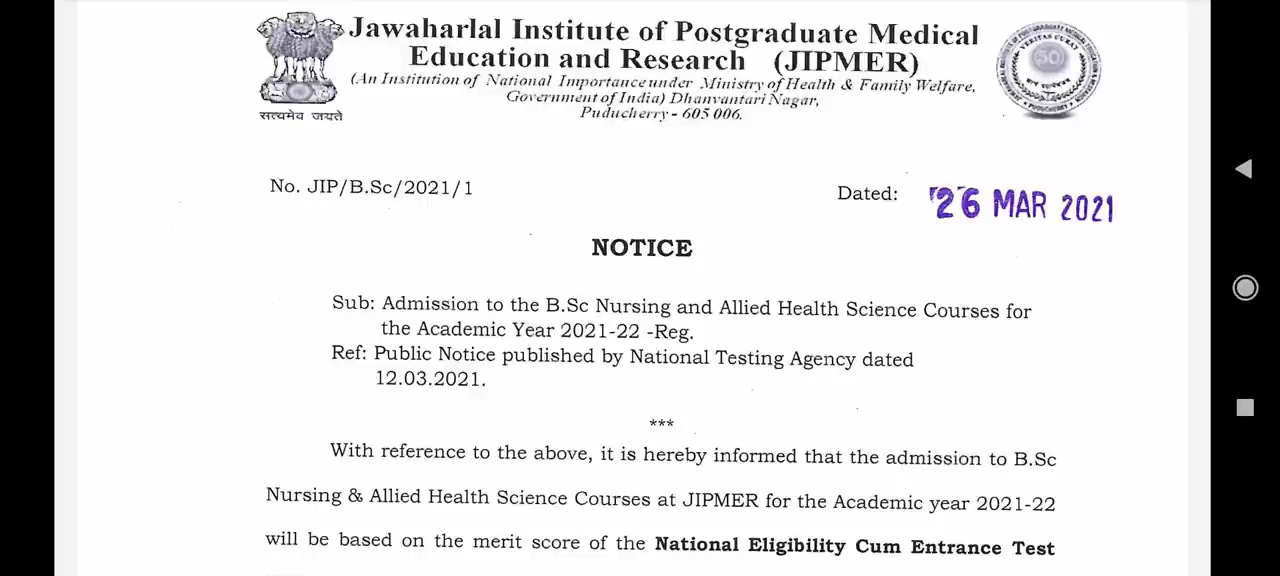 Jawaharlal Institute of Postgraduate Medical
Education and Research (JIPMER)
(An Institution of National Importance under Ministry of Health & Family Welfare,
Government of India) Dhanvantari Nagar,
Puducherry - 605 006.
सत्यमेव जयते
VERITAS CURAT
50
No. JIP/B.Sc/2021/1
Dated: 26 MAR 2021
NOTICE
Sub: Admission to the B.Sc Nursing and Allied Health Science Courses for
the Academic Year 2021-22 -Reg.
Ref: Public Notice published by National Testing Agency dated
12.03.2021.
***
With reference to the above, it is hereby informed that the admission to B.Sc
Nursing & Allied Health Science Courses at JIPMER for the Academic year 2021-22
will be based on the merit score of the National Eligibility Cum Entrance Test